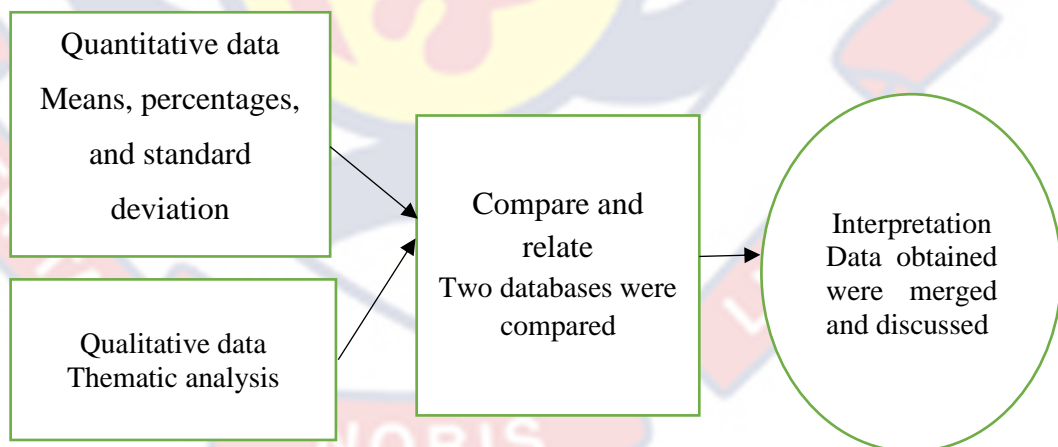 Quantitative data
Means, percentages,
and standard
deviation
Qualitative data
Thematic analysis
Compare and
relate
Two databases were
compared
Interpretation
Data obtained
were merged
and discussed
NOBIS